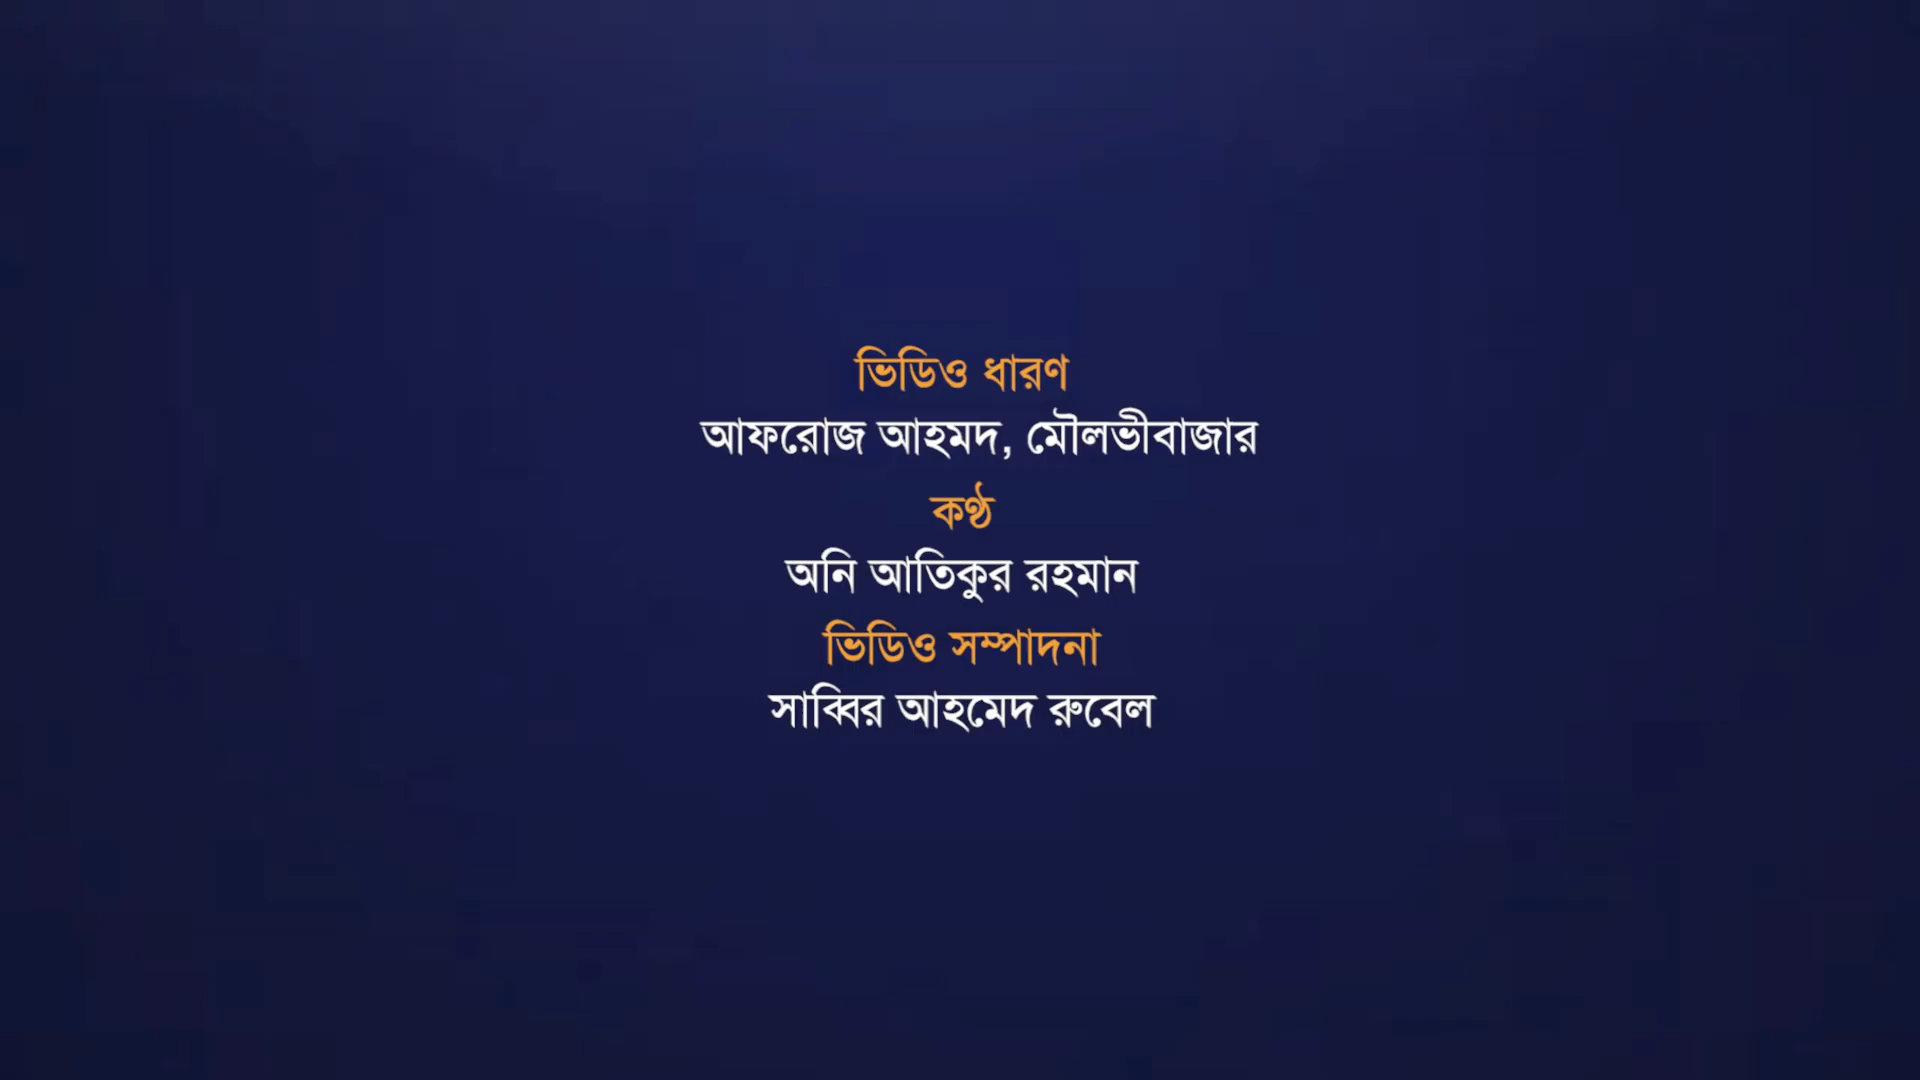 ভিডিও ধারণ
আফরোজ আহমদ, মৌলভীবাজার
কণ্ঠ
অনি আতিকুর রহমান
ভিডিও সম্পাদনা
সাব্বির আহমেদ রুবেল